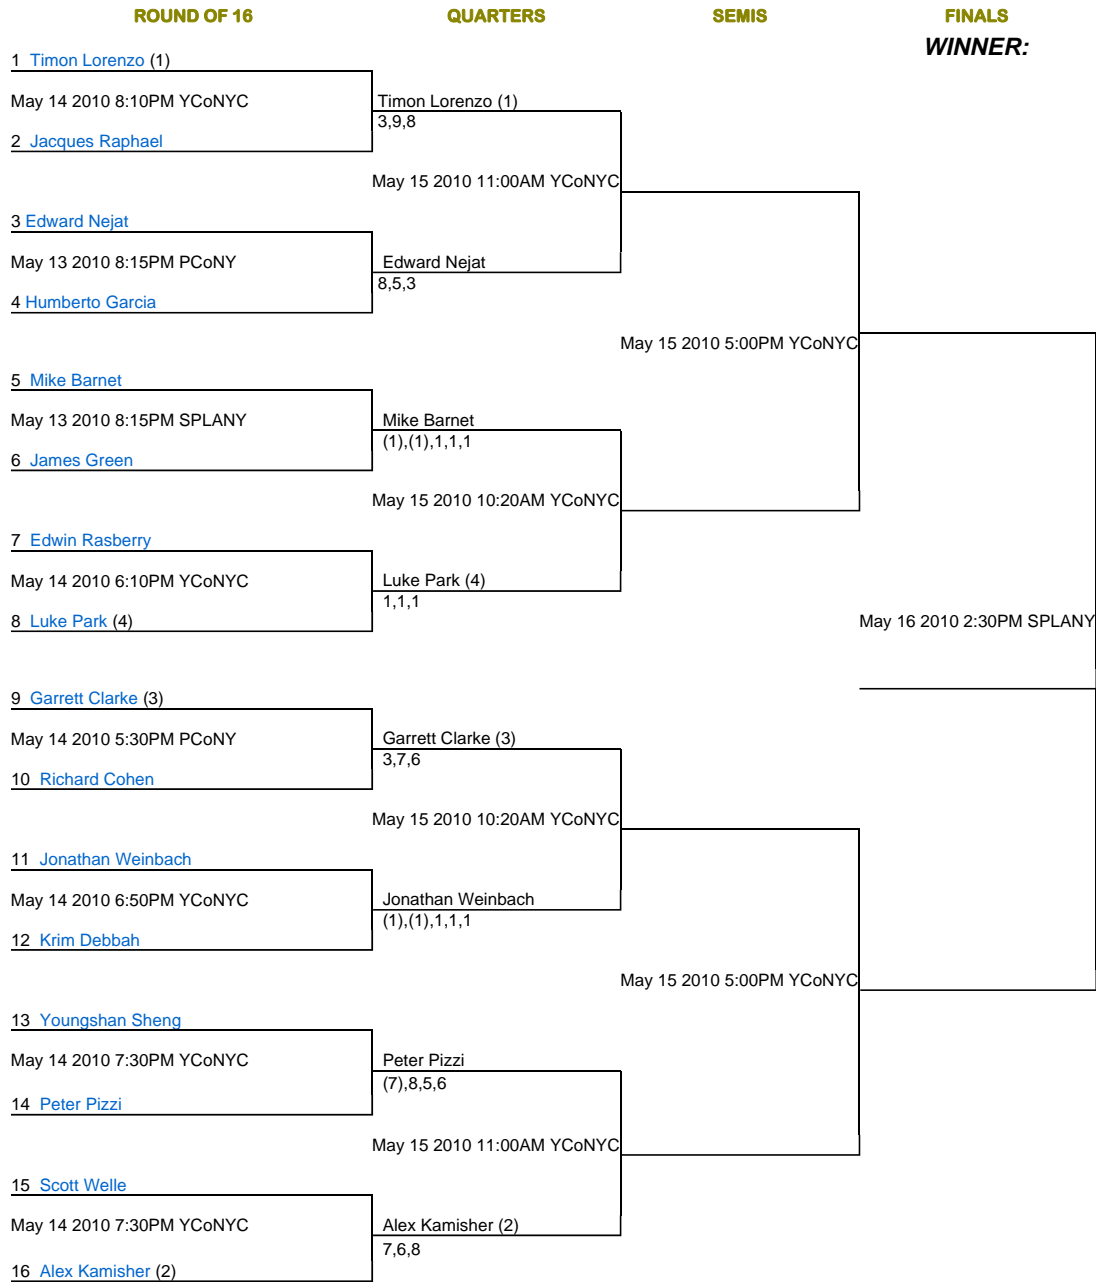 ROUND OF 16 QUARTERS SEMIS FINALS
WINNER:
1 Timon Lorenzo (1)
May 14 2010 8:10PM YCoNYC
Timon Lorenzo (1)
3,9,8
2 Jacques Raphael
May 15 2010 11:00AM YCoNYC
3 Edward Nejat
May 13 2010 8:15PM PCoNY
Edward Nejat
8,5,3
4 Humberto Garcia
May 15 2010 5:00PM YCoNYC
5 Mike Barnet
May 13 2010 8:15PM SPLANY
Mike Barnet
(1),(1),1,1,1
6 James Green
May 15 2010 10:20AM YCoNYC
7 Edwin Rasberry
May 14 2010 6:10PM YCoNYC
Luke Park (4)
1,1,1
8 Luke Park (4)
May 16 2010 2:30PM SPLANY
9 Garrett Clarke (3)
May 14 2010 5:30PM PCoNY
Garrett Clarke (3)
3,7,6
10 Richard Cohen
May 15 2010 10:20AM YCoNYC
11 Jonathan Weinbach
May 14 2010 6:50PM YCoNYC
Jonathan Weinbach
(1),(1),1,1,1
12 Krim Debbah
May 15 2010 5:00PM YCoNYC
13 Youngshan Sheng
May 14 2010 7:30PM YCoNYC
Peter Pizzi
(7),8,5,6
14 Peter Pizzi
May 15 2010 11:00AM YCoNYC
15 Scott Welle
May 14 2010 7:30PM YCoNYC
Alex Kamisher (2)
7,6,8
16 Alex Kamisher (2)